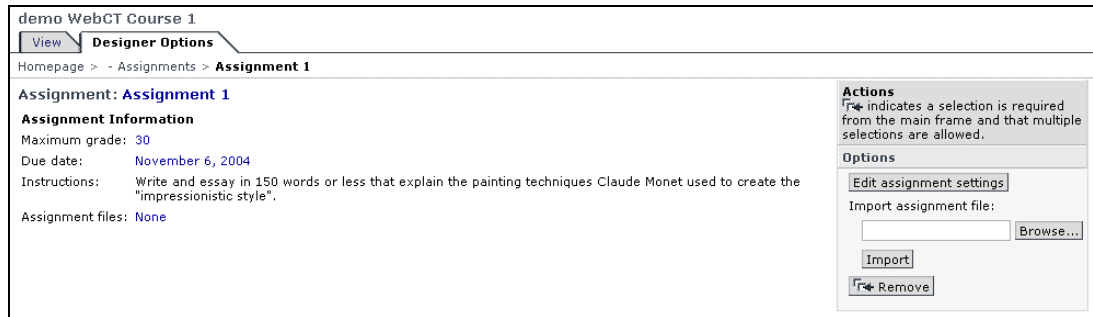 demo WebCT Course 1
View Designer Options
Homepage > - Assignments > Assignment 1
Assignment: Assignment 1
Assignment Information
Maximum grade: 30
Due date: November 6, 2004
Instructions: Write and essay in 150 words or less that explain the painting techniques Claude Monet used to create the
"impressionistic style".
Assignment files: None
Actions
indicates a selection is required
from the main frame and that multiple
selections are allowed.
Options
Edit assignment settings
Import assignment file:
Browse...
Import
Remove